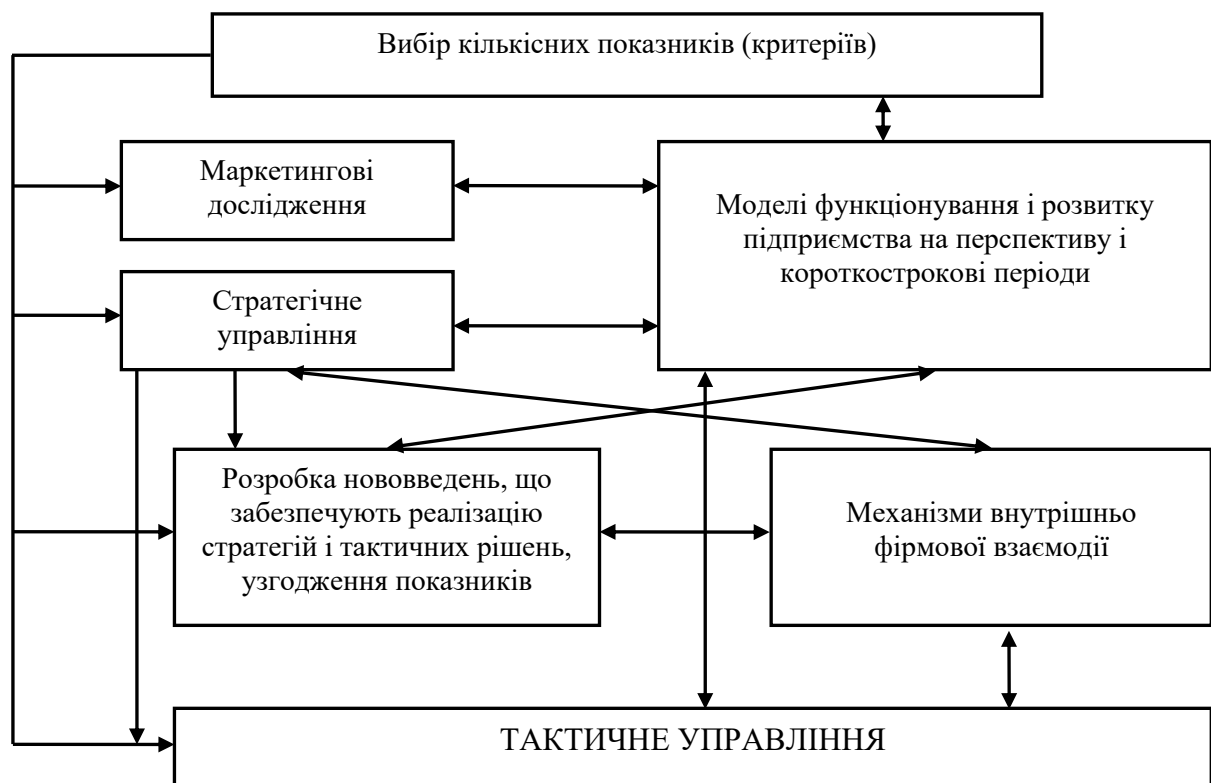 Вибір кількісних показників (критеріїв)
Маркетингові
дослідження
Моделі функціонування і розвитку
підприємства на перспективу і
короткострокові періоди
Стратегічне
управління
Розробка нововведень, що
забезпечують реалізацію
стратегій і тактичних рішень,
узгодження показників
Механізми внутрішньо
фірмової взаємодії
ТАКТИЧНЕ УПРАВЛІННЯ